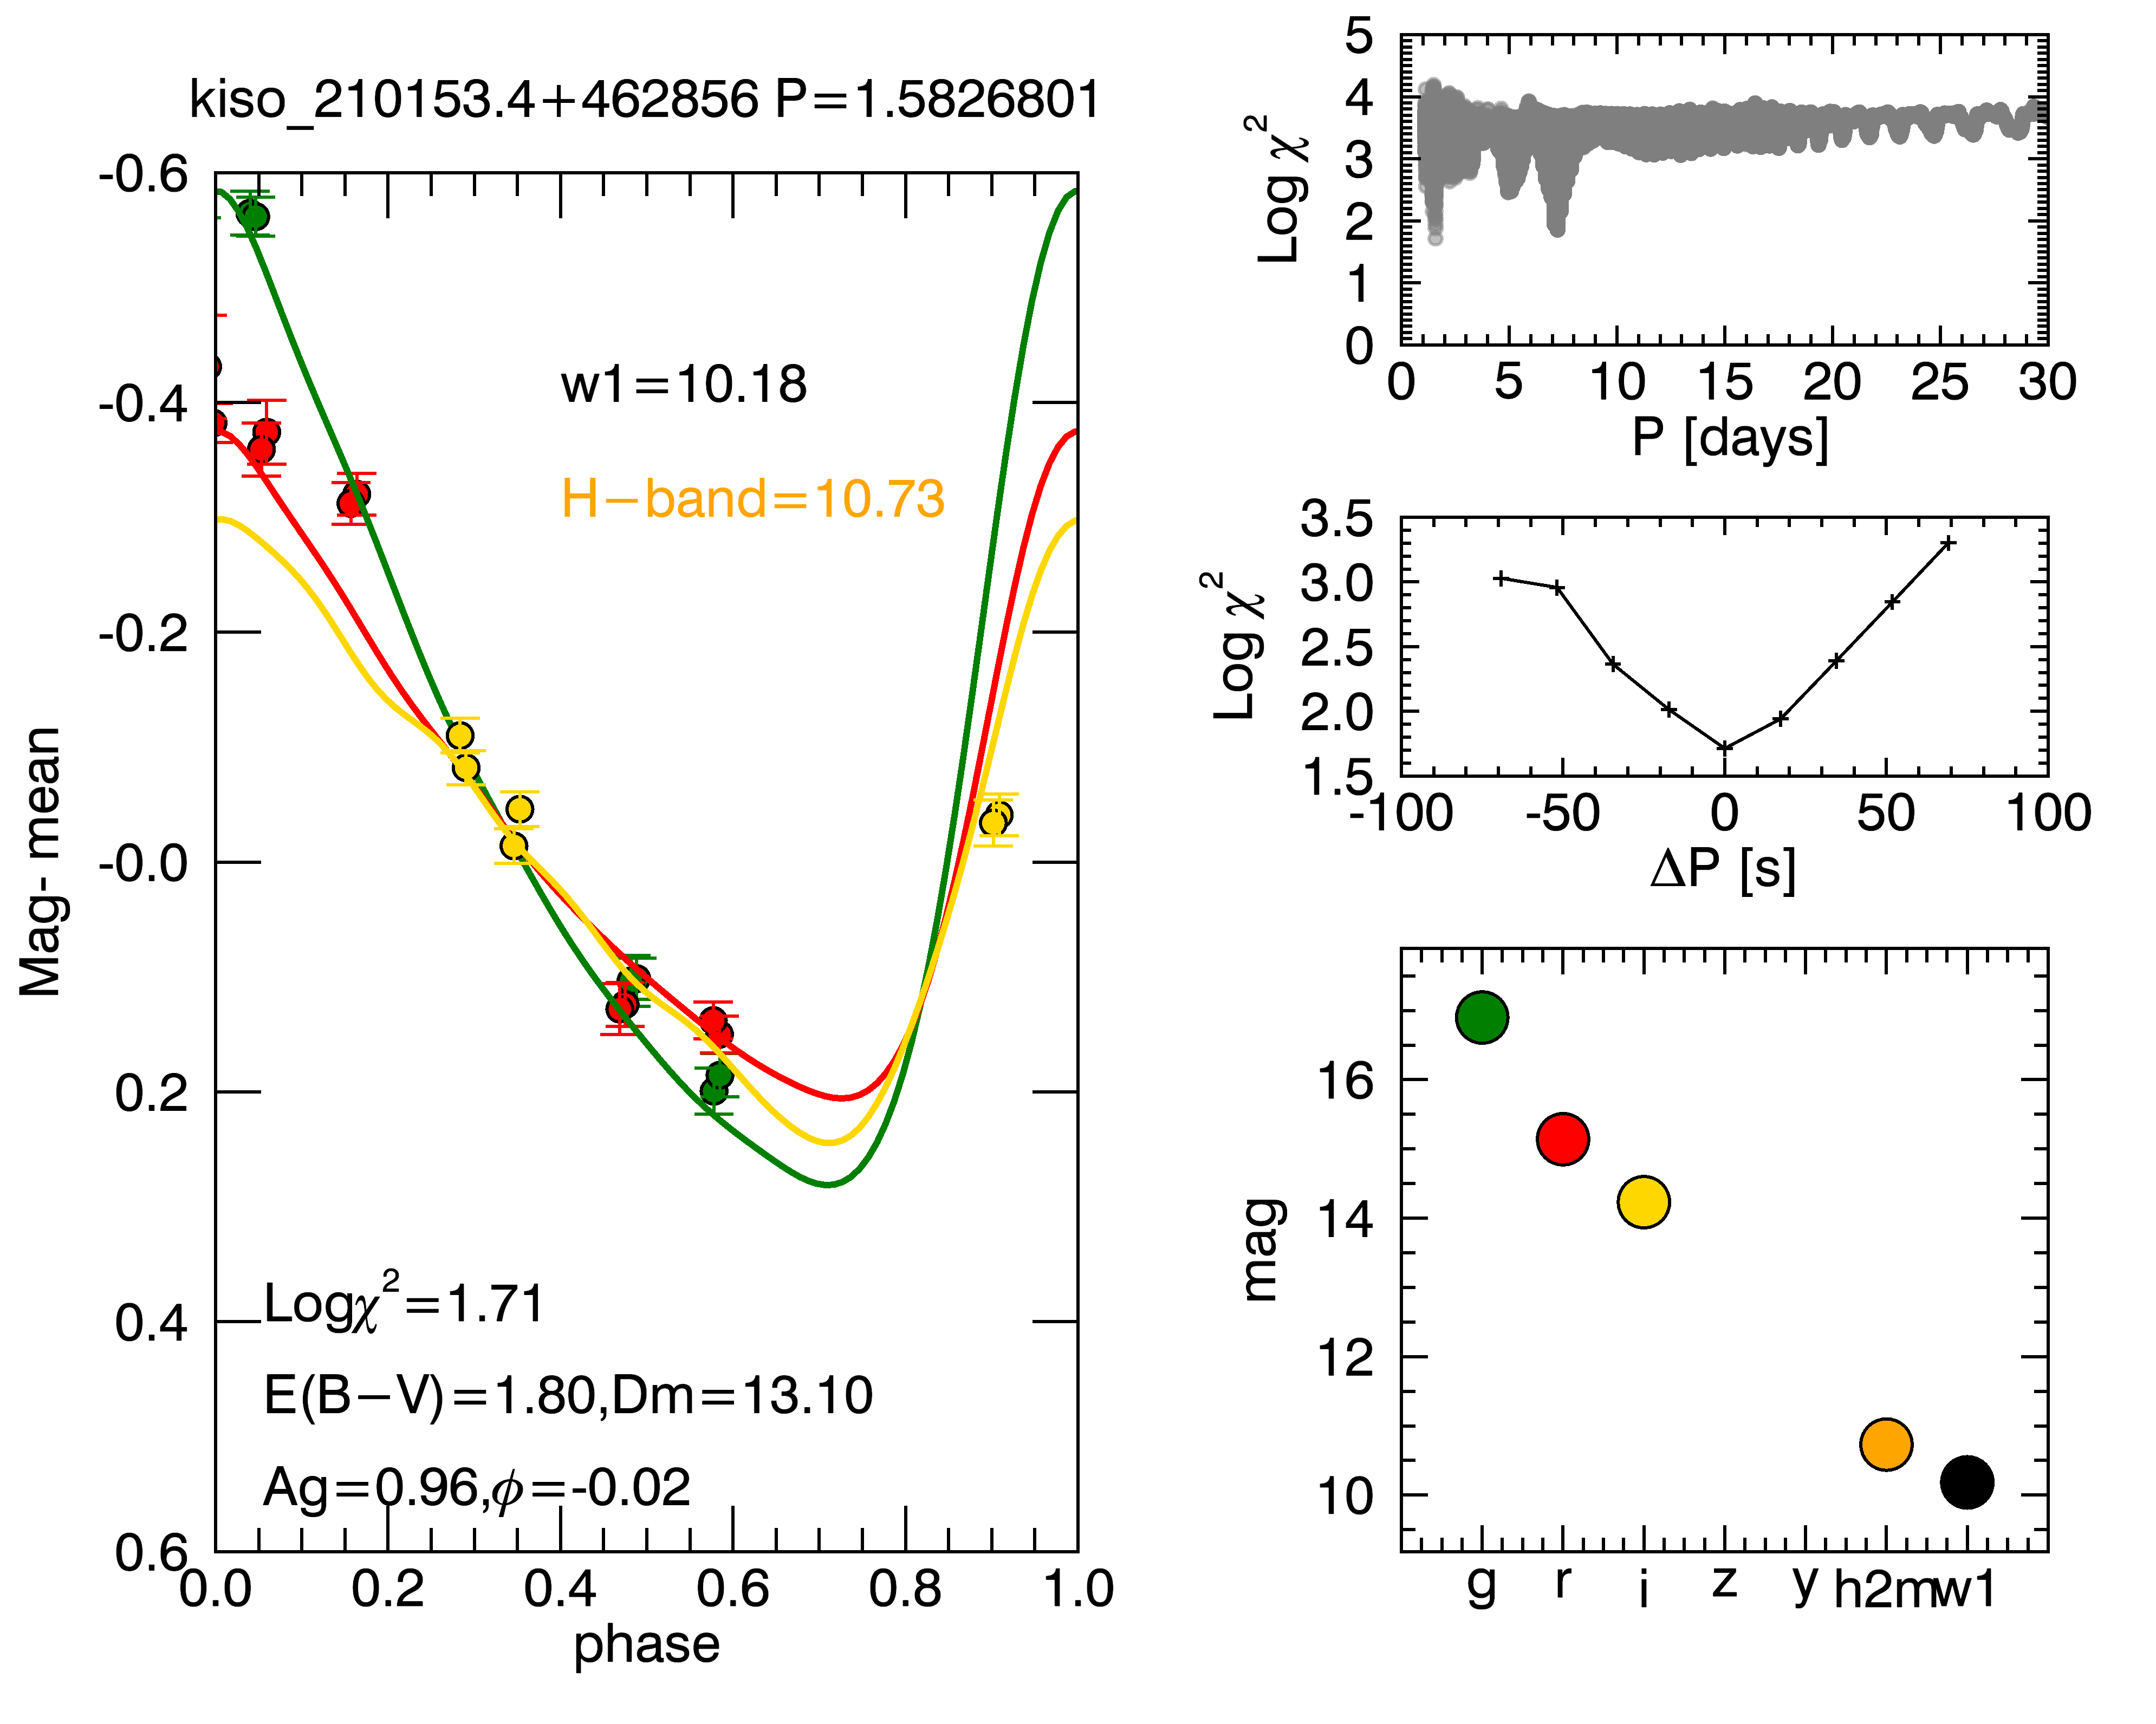 kiso_210153.4+462856 P=1.5826801
-0.6
-0.4
-0.2
-0.0
0.2
0.4
0.6
Mag- mean
w1=10.18
H−band=10.73
Logχ²=1.71
E(B−V)=1.80,Dm=13.10
Ag=0.96,ϕ=-0.02
0.0 0.2 0.4 0.6 0.8 1.0
phase
5
4
3
2
1
0
Log χ²
0 5 10 15 20 25 30
P [days]
3.5
3.0
2.5
2.0
1.5
Log χ²
-100 -50 0 50 100
ΔP [s]
16
14
12
10
mag
g r i z y h2mw1